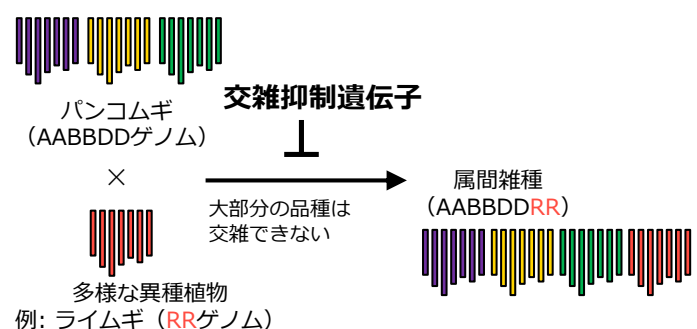 交雑抑制遺伝子
パンコムギ
（AABBDDゲノム）
×
大部分の品種は
交雑できない
属間雑種
（AABBDDRR）
多様な異種植物
例: ライムギ（RRゲノム）